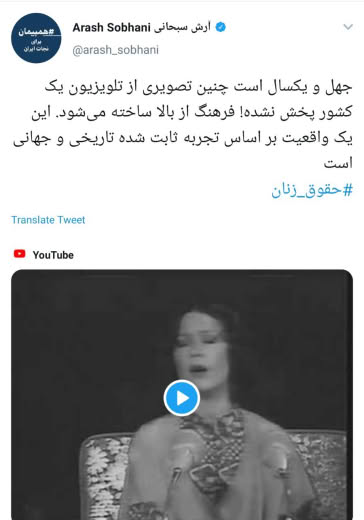 #همپیمان
برای
نجات ایران
Arash Sobhani آرش سبحانی
@arash_sobhani
جهل و یکسال است چنین تصویری از تلویزیون یک
کشور پخش نشده! فرهنگ از بالا ساخته می‌شود. این
یک واقعیت بر اساس تجربه ثابت شده تاریخی و جهانی
است
#حقوق_زنان
Translate Tweet
YouTube